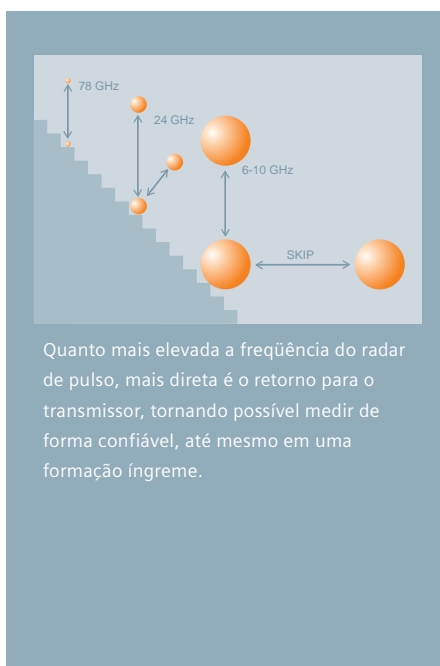 78 GHz
24 GHz
6-10 GHz
SKIP
Quanto mais elevada a freqüência do radar
de pulso, mais direta é o retorno para o
transmissor, tornando possível medir de
forma confiável, até mesmo em uma
formação íngreme.